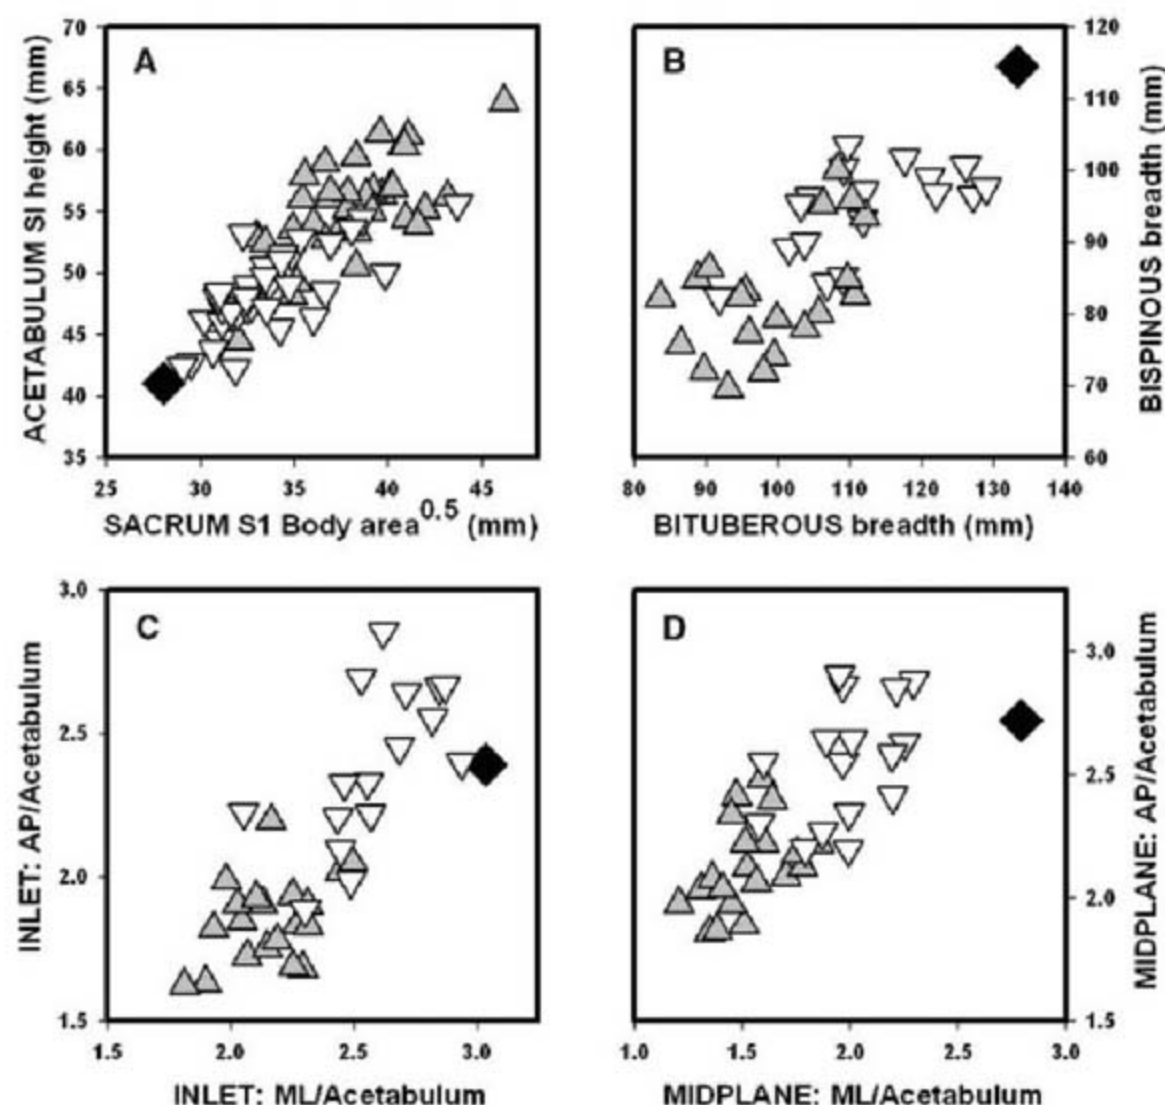 A
ACETABULUM SI height (mm)
70
65
60
55
50
45
40
35
25 30 35 40 45
SACRUM S1 Body area^0.5 (mm)
B
120
110
100
90
80
70
60
BISPINOUS breadth (mm)
80 90 100 110 120 130 140
BITUBEROUS breadth (mm)
C
INLET: AP/Acetabulum
3.0
2.5
2.0
1.5
1.5 2.0 2.5 3.0
INLET: ML/Acetabulum
D
3.0
2.5
2.0
1.5
MIDPLANE: AP/Acetabulum
1.0 1.5 2.0 2.5 3.0
MIDPLANE: ML/Acetabulum